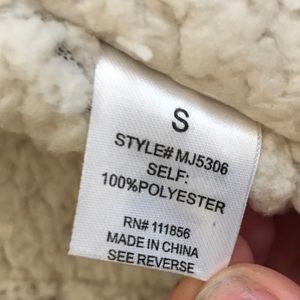 S
STYLE# MJ5306
SELF:
100%POLYESTER
RN# 111856
MADE IN CHINA
SEE REVERSE